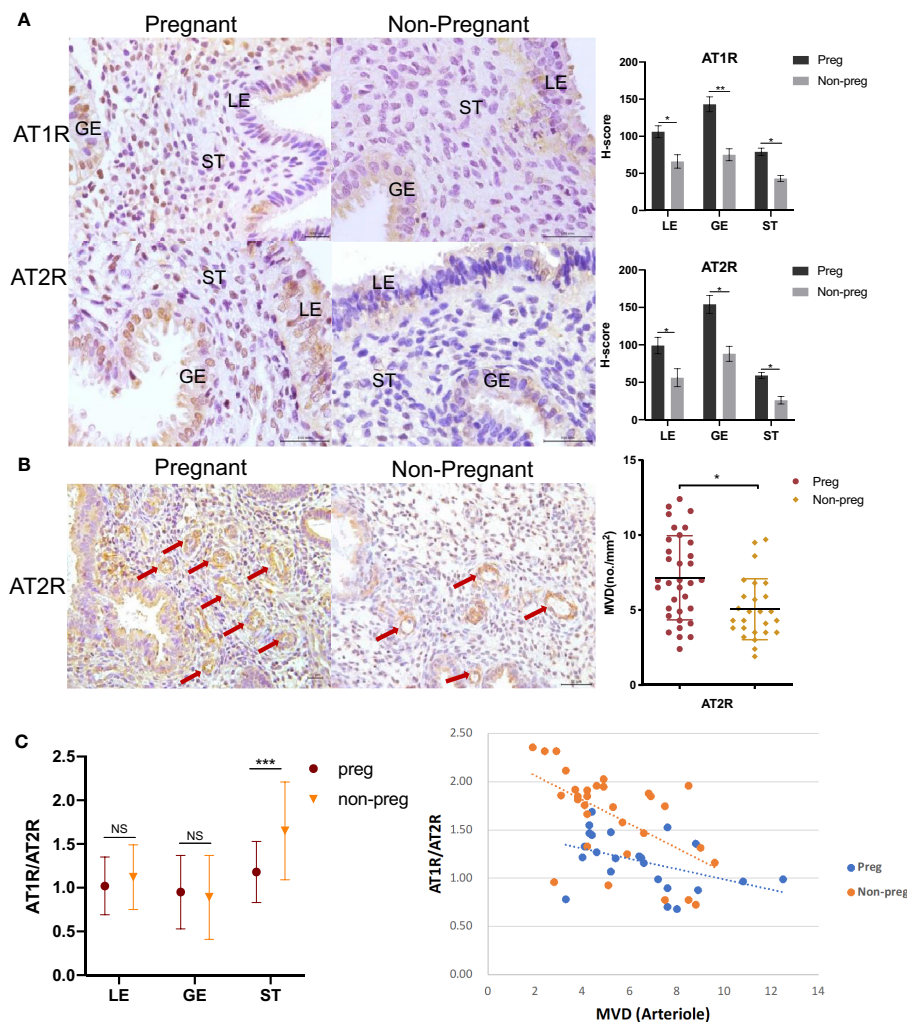 A
Pregnant
Non-Pregnant
AT1R
GE
LE
ST
ST
LE
GE
AT1R
Preg
Non-preg
H-score
200
150
100
50
0
*
**
*
LE
GE
ST
AT2R
ST
LE
GE
LE
ST
GE
AT2R
Preg
Non-preg
H-score
200
150
100
50
0
*
*
*
LE
GE
ST
B
Pregnant
Non-Pregnant
AT2R
MVD(no./mm²)
15
10
5
0
*
Preg
Non-preg
AT2R
C
AT1R/AT2R
2.5
2.0
1.5
1.0
0.5
0.0
NS
NS
***
preg
non-preg
LE
GE
ST
AT1R/AT2R
2.50
2.00
1.50
1.00
0.50
0.00
0
2
4
6
8
10
12
14
MVD (Arteriole)
Preg
Non-preg